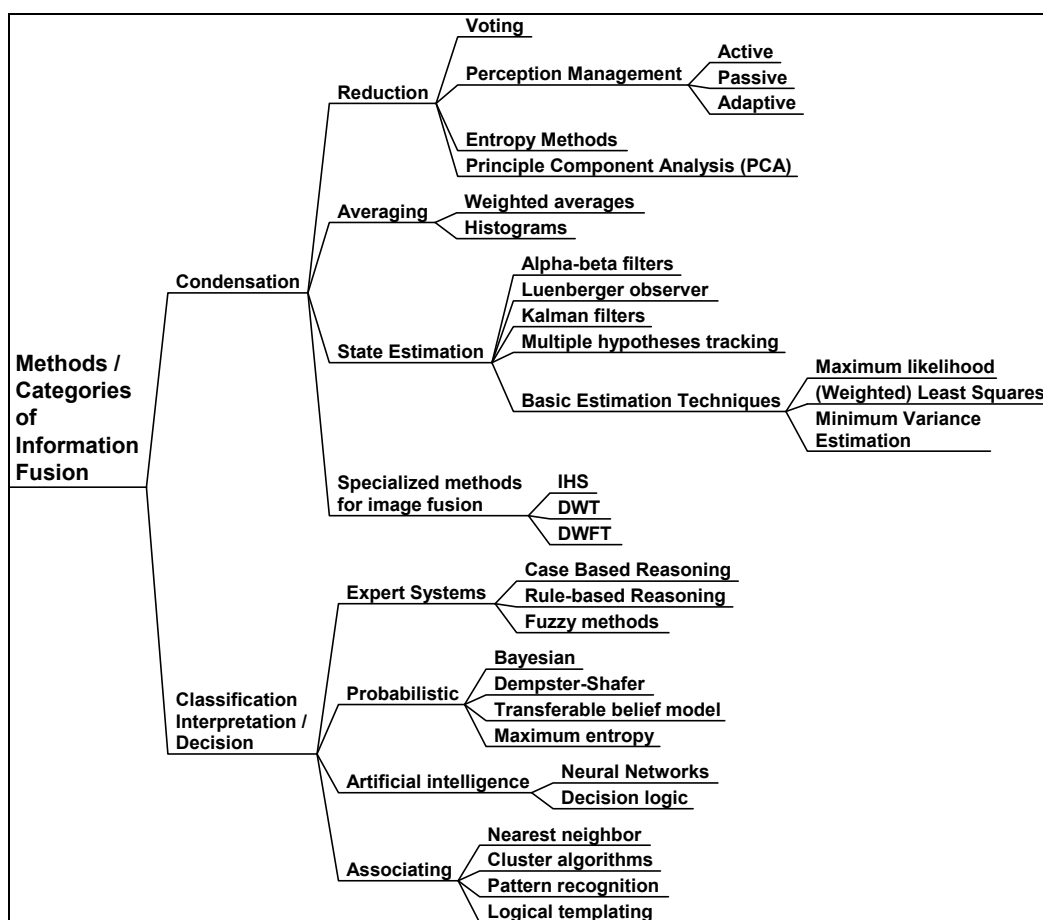 Methods /
Categories
of
Information
Fusion
Condensation
Reduction
Voting
Perception Management
Active
Passive
Adaptive
Entropy Methods
Principle Component Analysis (PCA)
Averaging
Weighted averages
Histograms
State Estimation
Alpha-beta filters
Luenberger observer
Kalman filters
Multiple hypotheses tracking
Basic Estimation Techniques
Maximum likelihood
(Weighted) Least Squares
Minimum Variance
Estimation
Specialized methods
for image fusion
IHS
DWT
DWFT
Classification
Interpretation /
Decision
Expert Systems
Case Based Reasoning
Rule-based Reasoning
Fuzzy methods
Probabilistic
Bayesian
Dempster-Shafer
Transferable belief model
Maximum entropy
Artificial intelligence
Neural Networks
Decision logic
Associating
Nearest neighbor
Cluster algorithms
Pattern recognition
Logical templating